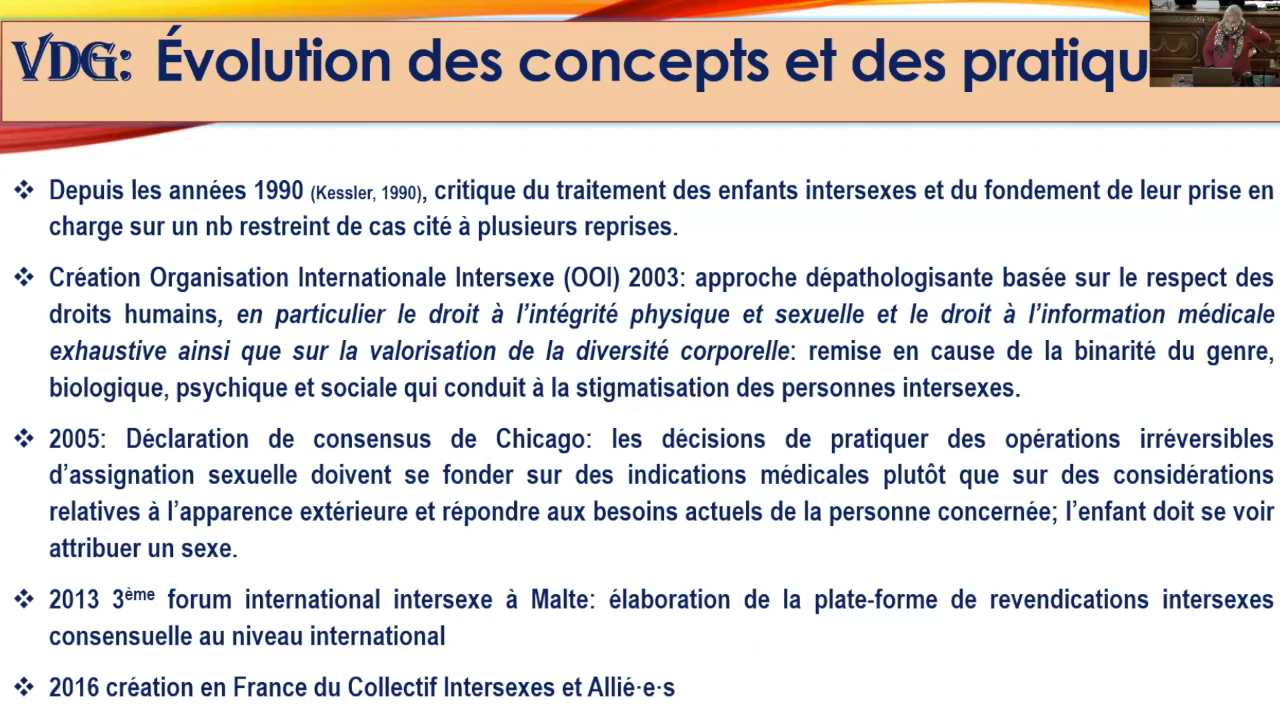 VDG: Évolution des concepts et des pratiqu
❖ Depuis les années 1990 (Kessler, 1990), critique du traitement des enfants intersexes et du fondement de leur prise en
charge sur un nb restreint de cas cité à plusieurs reprises.
❖ Création Organisation Internationale Intersexe (OOI) 2003: approche dépathologisante basée sur le respect des
droits humains, en particulier le droit à l’intégrité physique et sexuelle et le droit à l’information médicale
exhaustive ainsi que sur la valorisation de la diversité corporelle: remise en cause de la binarité du genre,
biologique, psychique et sociale qui conduit à la stigmatisation des personnes intersexes.
❖ 2005: Déclaration de consensus de Chicago: les décisions de pratiquer des opérations irréversibles
d’assignation sexuelle doivent se fonder sur des indications médicales plutôt que sur des considérations
relatives à l’apparence extérieure et répondre aux besoins actuels de la personne concernée; l’enfant doit se voir
attribuer un sexe.
❖ 2013 3ème forum international intersexe à Malte: élaboration de la plate-forme de revendications intersexes
consensuelle au niveau international
❖ 2016 création en France du Collectif Intersexes et Allié·e·s